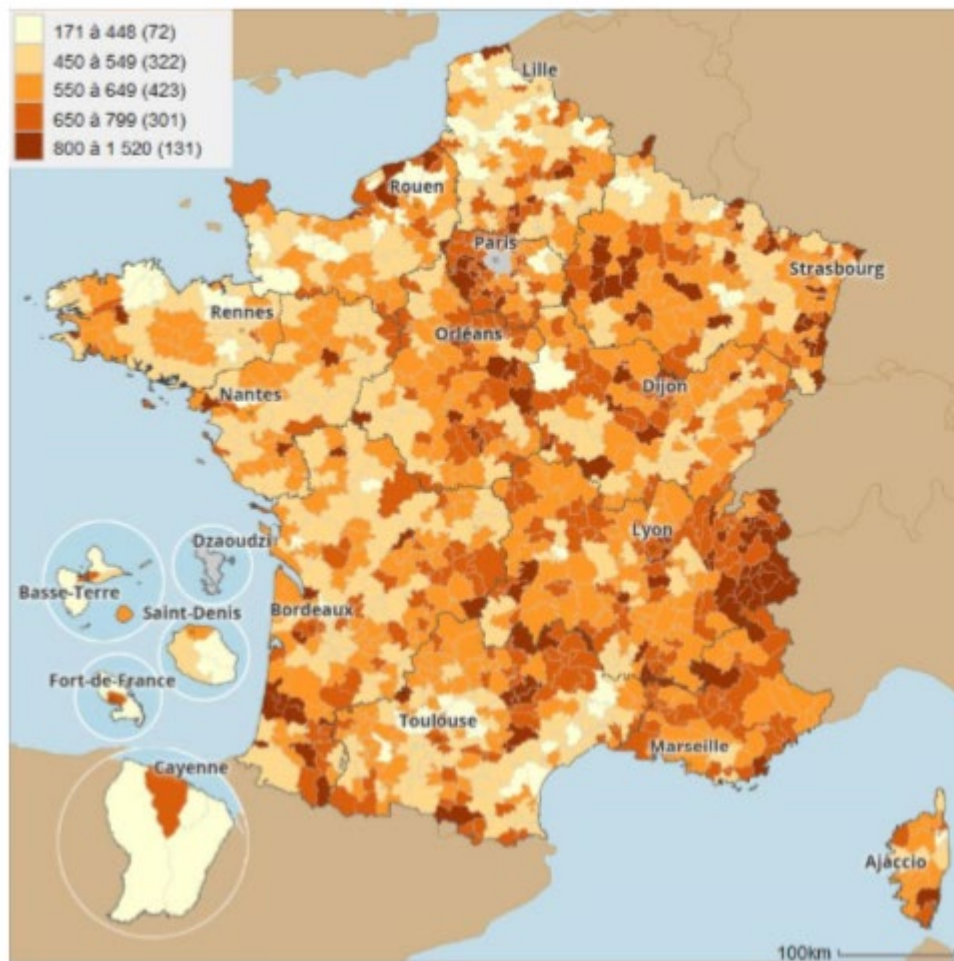 171 à 448 (72)
450 à 549 (322)
550 à 649 (423)
650 à 799 (301)
800 à 1 520 (131)
Lille
Rouen
Paris
Strasbourg
Rennes
Orléans
Nantes
Dijon
Lyon
Dzaoudzi
Basse-Terre
Saint-Denis
Bordeaux
Fort-de-France
Toulouse
Marseille
Cayenne
Ajaccio
100km